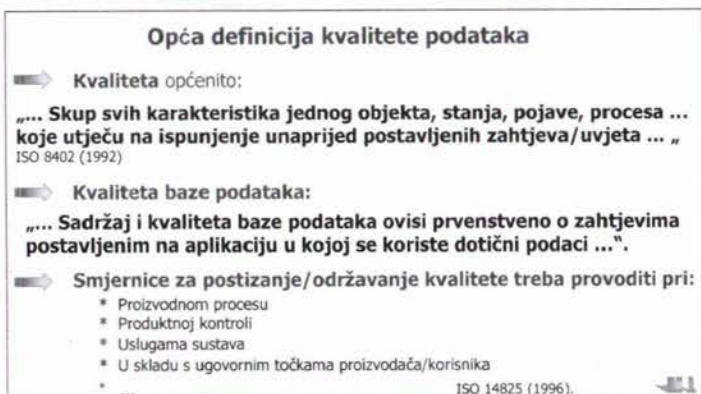 Opća definicija kvalitete podataka
Kvaliteta općenito:
„... Skup svih karakteristika jednog objekta, stanja, pojave, procesa ...
koje utječu na ispunjenje unaprijed postavljenih zahtjeva/uvjeta ... „
ISO 8402 (1992)
Kvaliteta baze podataka:
„... Sadržaj i kvaliteta baze podataka ovisi prvenstveno o zahtjevima
postavljenim na aplikaciju u kojoj se koriste dotični podaci ...“.
Smjernice za postizanje/održavanje kvalitete treba provoditi pri:
* Proizvodnom procesu
* Produktnoj kontroli
* Uslugama sustava
* U skladu s ugovornim točkama proizvođača/korisnika
* ... ISO 14825 (1996).